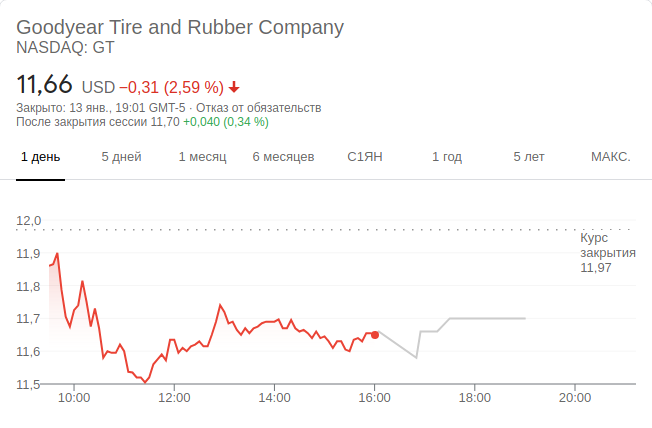 Goodyear Tire and Rubber Company
NASDAQ: GT
11,66 USD −0,31 (2,59 %)
Закрыто: 13 янв., 19:01 GMT-5 · Отказ от обязательств
После закрытия сессии 11,70 +0,040 (0,34 %)
1 день 5 дней 1 месяц 6 месяцев С1ЯН 1 год 5 лет МАКС.
12,0
11,9
11,8
11,7
11,6
11,5
Курс
закрытия
11,97
10:00 12:00 14:00 16:00 18:00 20:00